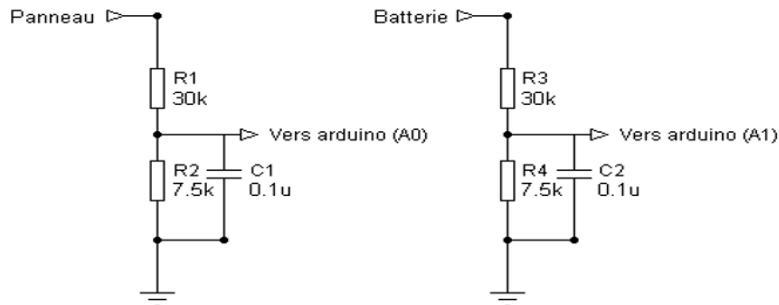 Panneau
R1
30k
Vers arduino (A0)
R2
7.5k
C1
0.1u
Batterie
R3
30k
Vers arduino (A1)
R4
7.5k
C2
0.1u